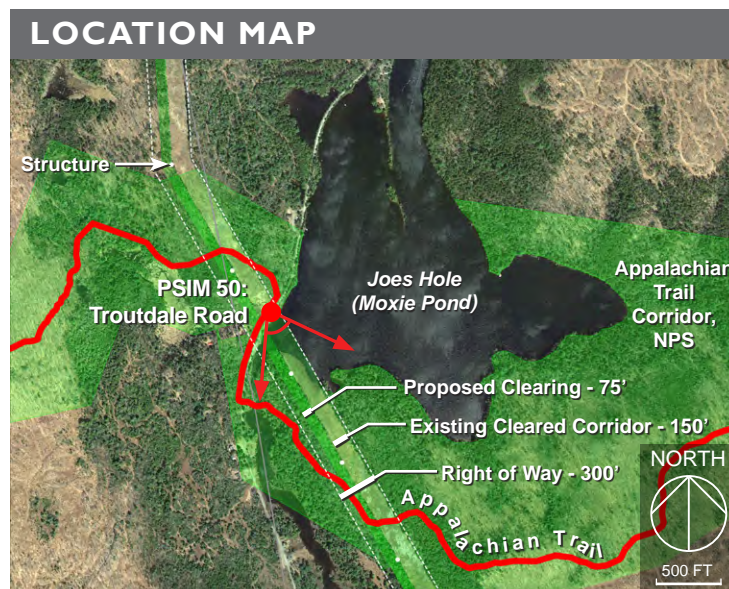 LOCATION MAP
Structure
PSIM 50:
Troutdale Road
Joes Hole
(Moxie Pond)
Appalachian
Trail
Corridor,
NPS
Proposed Clearing - 75’
Existing Cleared Corridor - 150’
Right of Way - 300’
Appalachian Trail
NORTH
500 FT